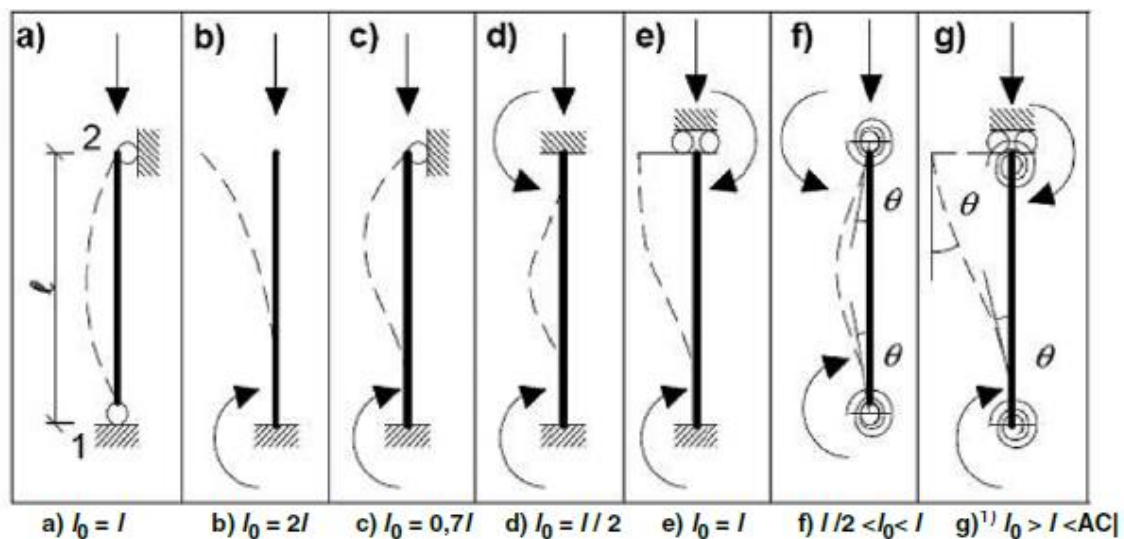 a) b) c) d) e) f) g)
2
θ θ
ℓ
θ θ
1
a) l₀ = l b) l₀ = 2l c) l₀ = 0,7l d) l₀ = l / 2 e) l₀ = l f) l /2 <l₀< l g)¹⁾ l₀ > l <AC|